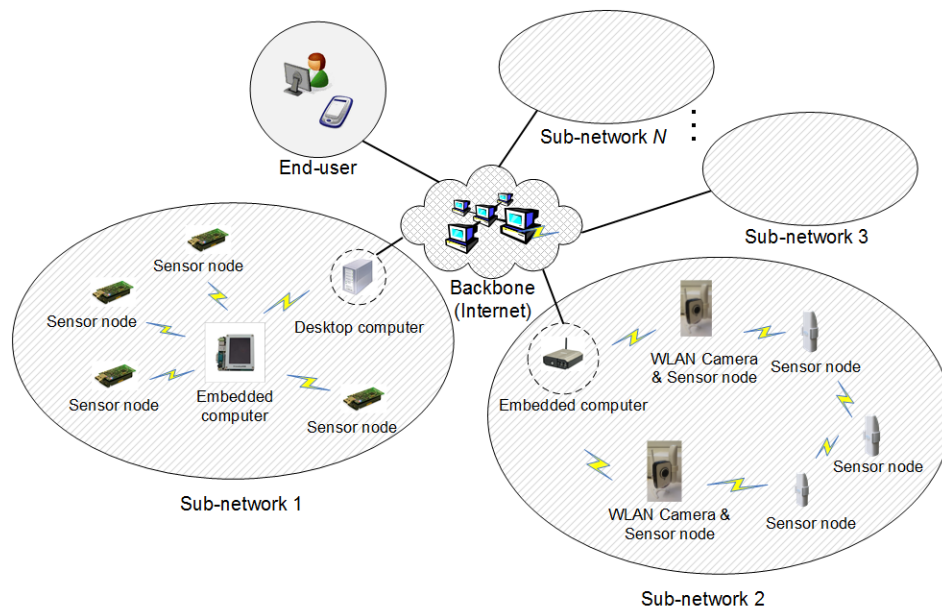 End-user
Sub-network N
Sub-network 3
Backbone
(Internet)
Sensor node
Sensor node
Sensor node
Sensor node
Embedded
computer
Desktop computer
Sub-network 1
Embedded computer
WLAN Camera
& Sensor node
Sensor node
Sensor node
Sensor node
WLAN Camera &
Sensor node
Sub-network 2